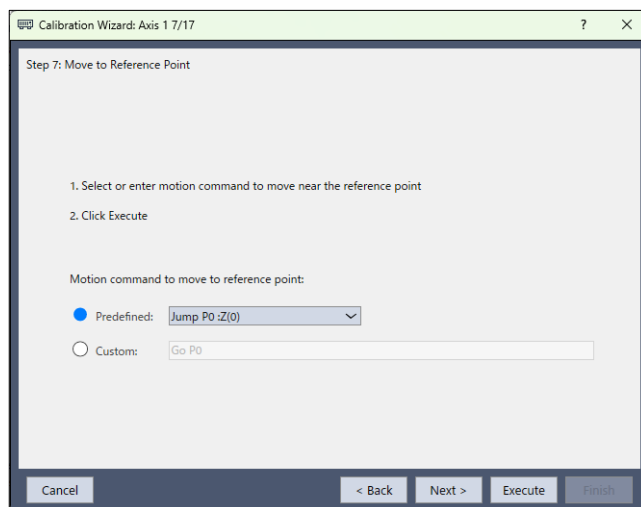 Calibration Wizard: Axis 1 7/17
Step 7: Move to Reference Point
1. Select or enter motion command to move near the reference point
2. Click Execute
Motion command to move to reference point:
Predefined: Jump P0 :Z(0)
Custom: Go P0
Cancel < Back Next > Execute Finish